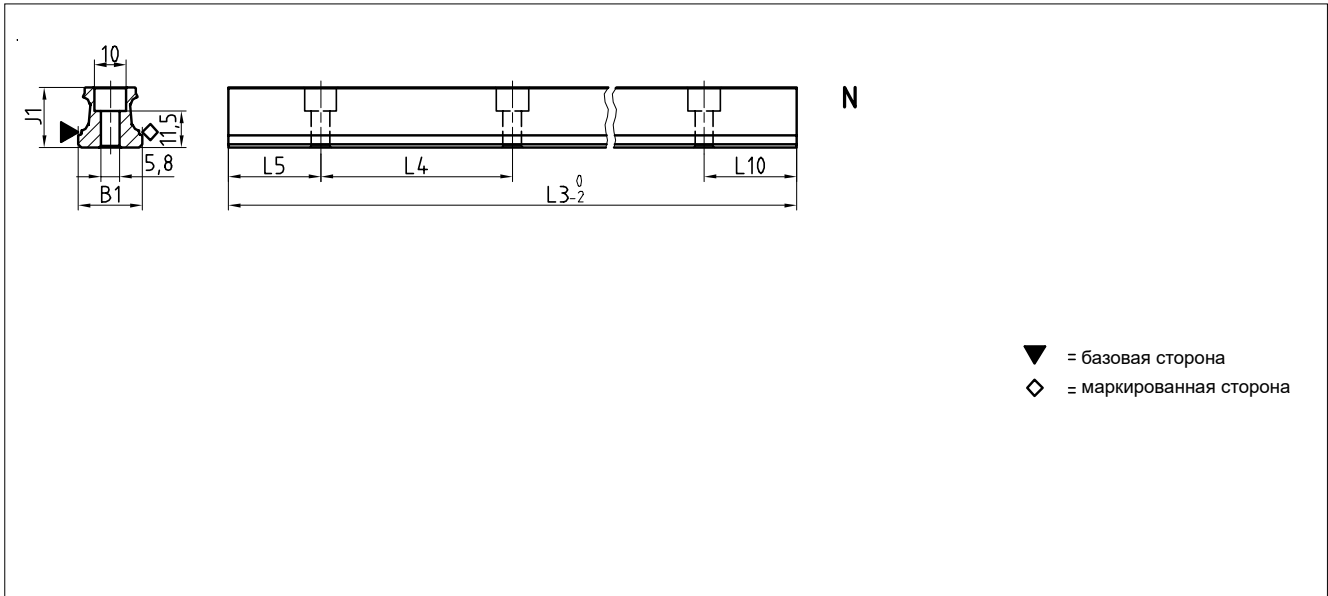 10
N
J1
11,5
5,8
B1
L5
L4
L10
L3 0 -2
= базовая сторона
= маркированная сторона